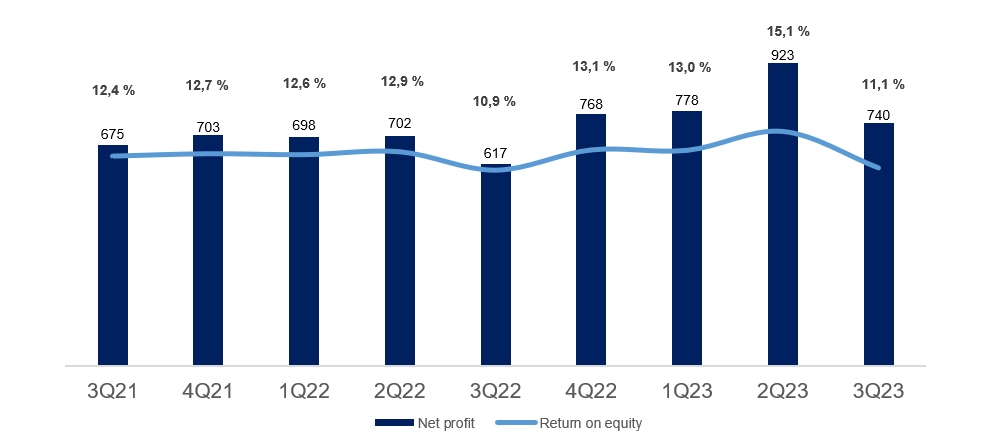 12,4 %
12,7 %
12,6 %
12,9 %
10,9 %
13,1 %
13,0 %
15,1 %
11,1 %
675
703
698
702
617
768
778
923
740
3Q21
4Q21
1Q22
2Q22
3Q22
4Q22
1Q23
2Q23
3Q23
Net profit
Return on equity